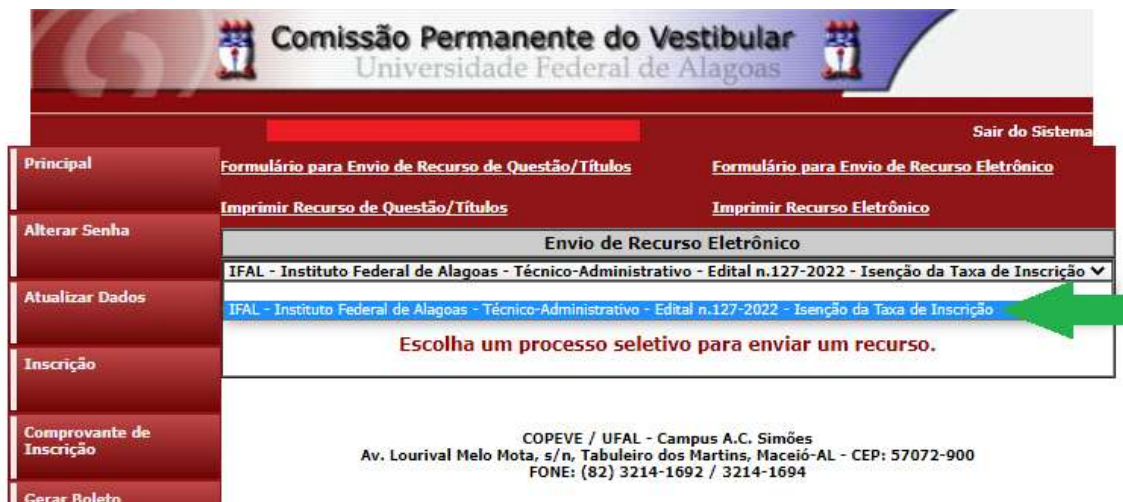 Comissão Permanente do Vestibular
Universidade Federal de Alagoas
Sair do Sistema
Principal
Alterar Senha
Atualizar Dados
Inscrição
Comprovante de
Inscrição
Gerar Boleto
Formulário para Envio de Recurso de Questão/Títulos
Formulário para Envio de Recurso Eletrônico
Imprimir Recurso de Questão/Títulos
Imprimir Recurso Eletrônico
Envio de Recurso Eletrônico
IFAL - Instituto Federal de Alagoas - Técnico-Administrativo - Edital n.127-2022 - Isenção da Taxa de Inscrição
IFAL - Instituto Federal de Alagoas - Técnico-Administrativo - Edital n.127-2022 - Isenção da Taxa de Inscrição
Escolha um processo seletivo para enviar um recurso.
COPEVE / UFAL - Campus A.C. Simões
Av. Lourival Melo Mota, s/n, Tabuleiro dos Martins, Maceió-AL - CEP: 57072-900
FONE: (82) 3214-1692 / 3214-1694